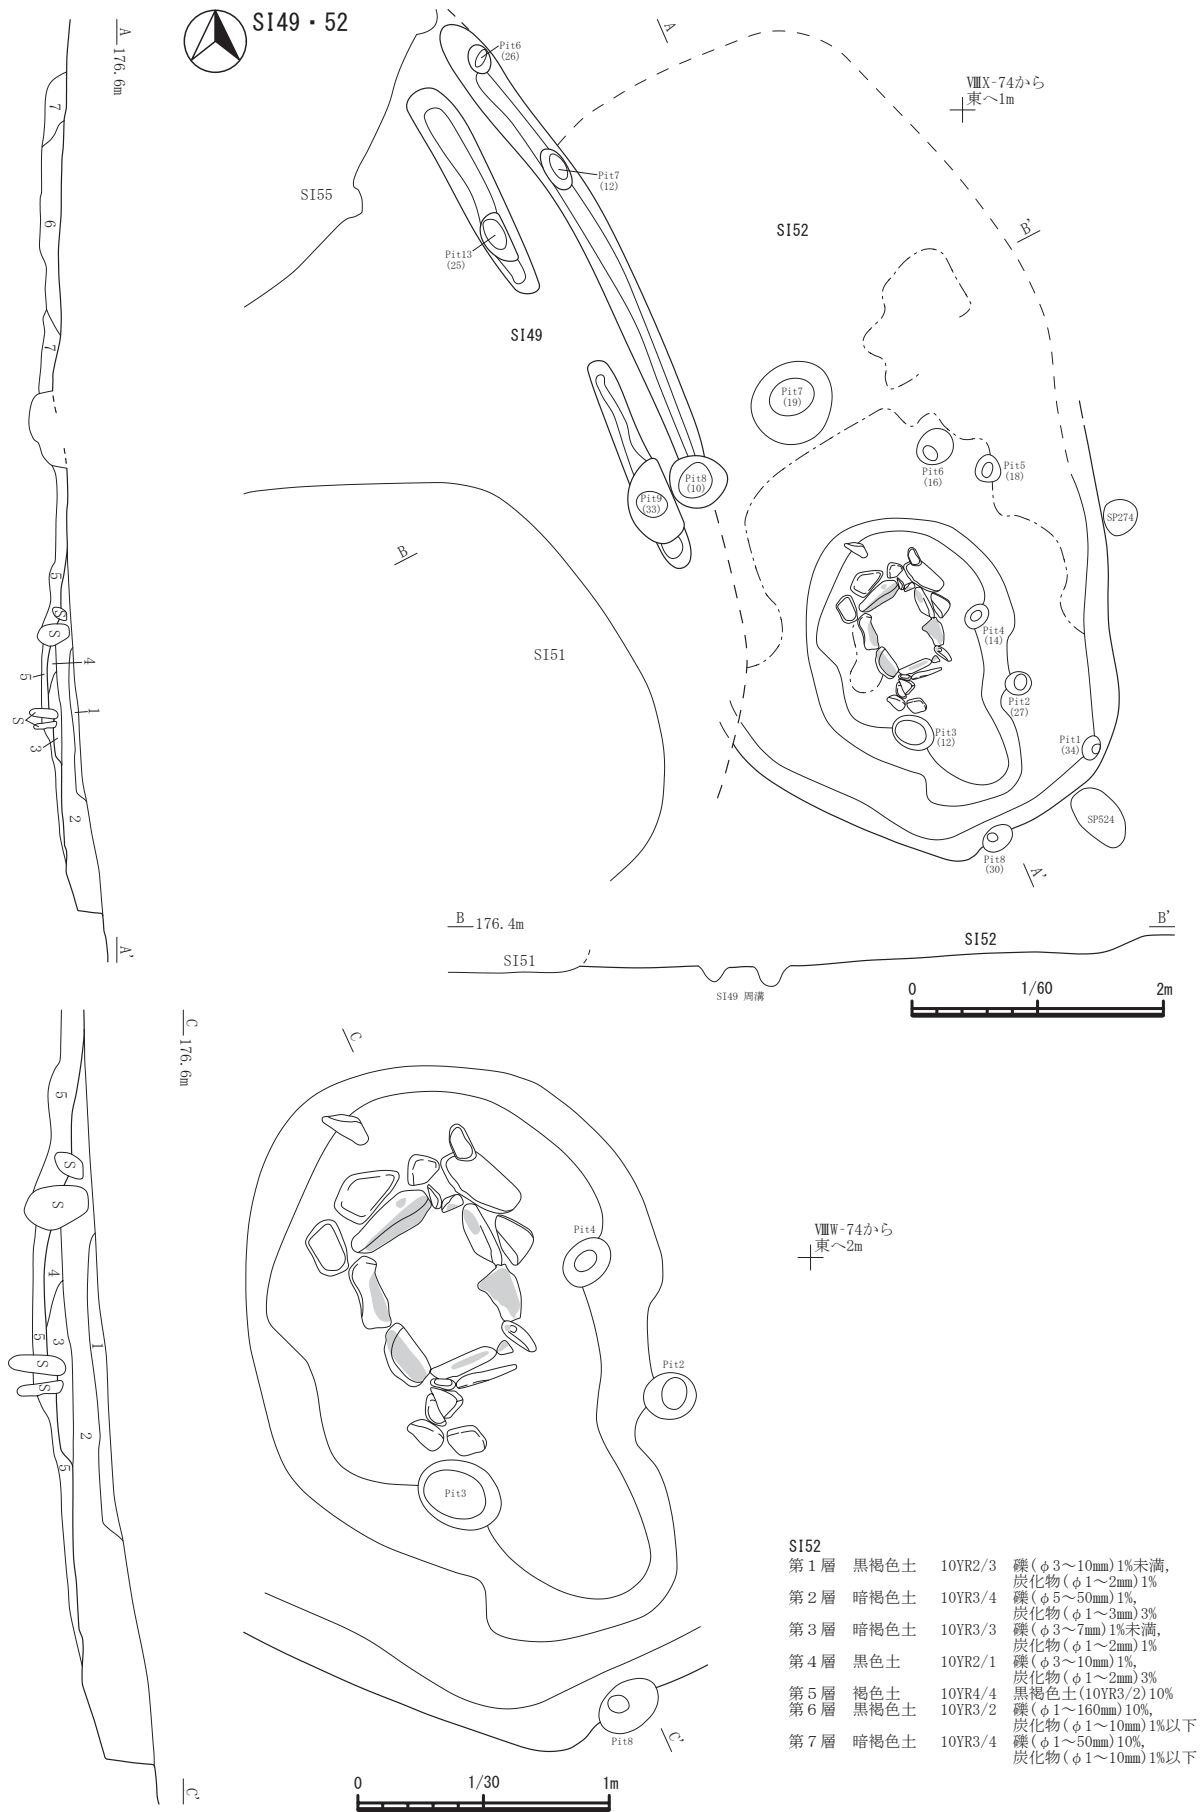 SI49・52
A
176.6m
A
Ⅷ X-74から
東へ1m
Pit6
(26)
Pit7
(12)
SI55
Pit13
(25)
SI52
B'
SI49
Pit7
(19)
Pit6
(16)
Pit5
(18)
Pit8
(10)
Pit9
(33)
SP274
B
SI51
Pit4
(14)
Pit2
(27)
Pit3
(12)
Pit1
(34)
SP524
Pit8
(30)
A'
7
6
7
5
S
S
4
5
1
S
3
2
A'
B
176.4m
B'
SI51
SI52
SI49 周溝
0
1/60
2m
C
176.6m
C
5
S
S
4
3
5
1
S
S
2
5
C'
Pit4
Pit2
Pit3
Pit8
C'
Ⅷ W-74から
東へ2m
0
1/30
1m
SI52
第1層 黒褐色土 10YR2/3 礫(φ3～10mm)1%未満,
炭化物(φ1～2mm)1%
第2層 暗褐色土 10YR3/4 礫(φ5～50mm)1%,
炭化物(φ1～3mm)3%
第3層 暗褐色土 10YR3/3 礫(φ3～7mm)1%未満,
炭化物(φ1～2mm)1%
第4層 黒色土 10YR2/1 礫(φ3～10mm)1%,
炭化物(φ1～2mm)3%
第5層 褐色土 10YR4/4 黒褐色土(10YR3/2)10%
第6層 黒褐色土 10YR3/2 礫(φ1～160mm)10%,
炭化物(φ1～10mm)1%以下
第7層 暗褐色土 10YR3/4 礫(φ1～50mm)10%,
炭化物(φ1～10mm)1%以下